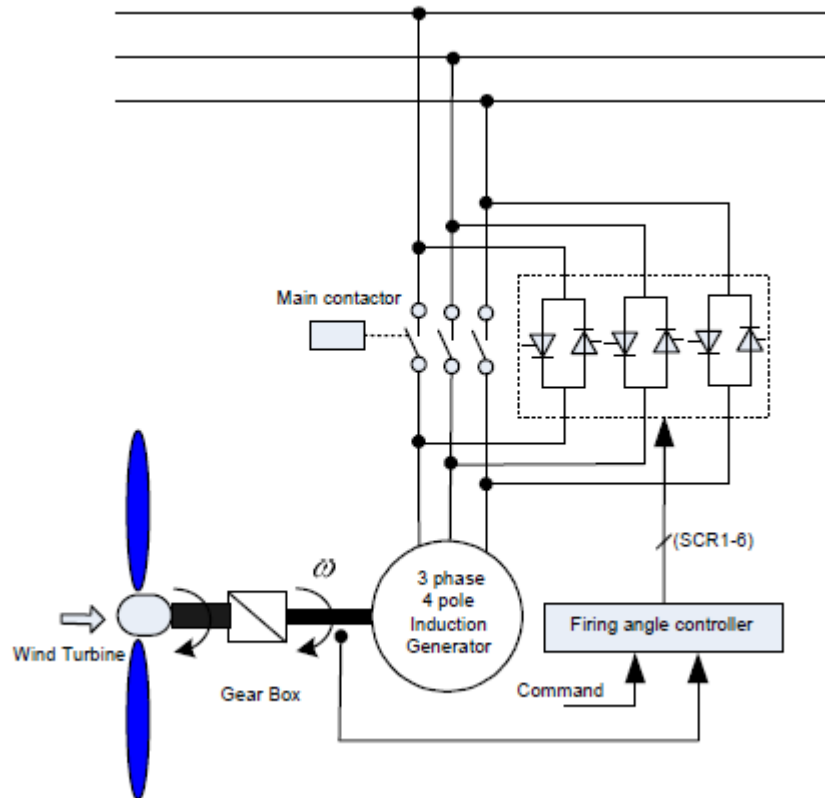 Main contactor
(SCR1-6)
ω
3 phase
4 pole
Induction
Generator
Firing angle controller
Wind Turbine
Gear Box
Command